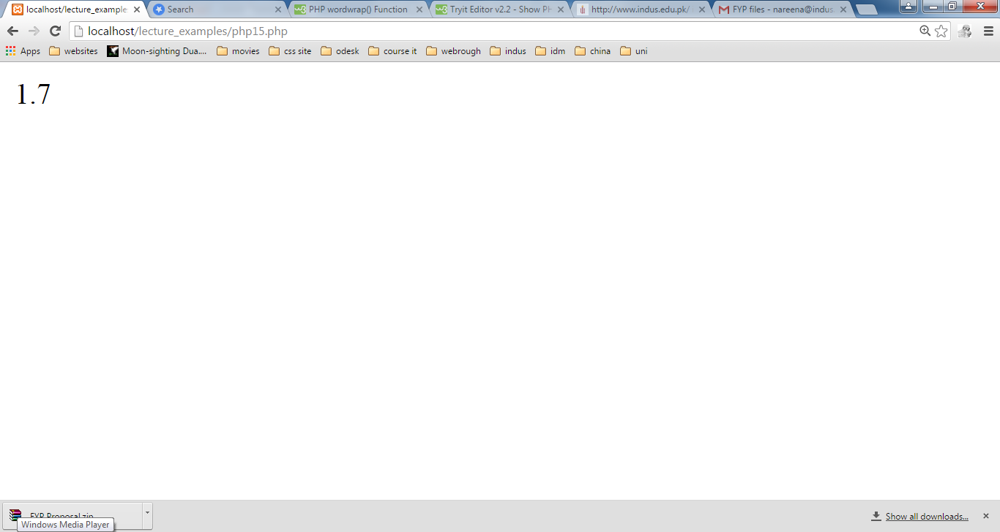 localhost/lecture_example Search PHP wordwrap() Function Tryit Editor v2.2 - Show PH http://www.indus.edu.pk/ FYP files - nareena@indus
localhost/lecture_examples/php15.php
Apps websites Moon-sighting Dua.... movies css site odesk course it webrough indus idm china uni
1.7
FYP Proposal.zip Show all downloads...
Windows Media Player